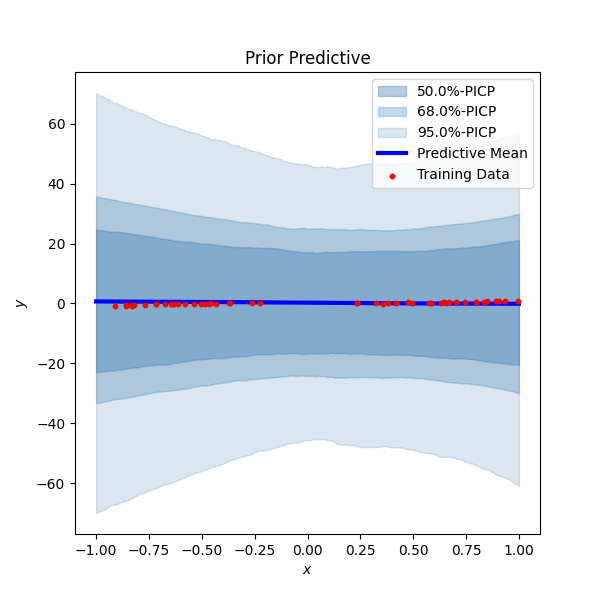 Prior Predictive
50.0%-PICP
68.0%-PICP
95.0%-PICP
Predictive Mean
Training Data
60
40
20
0
−20
−40
−60
y
−1.00 −0.75 −0.50 −0.25 0.00 0.25 0.50 0.75 1.00
x